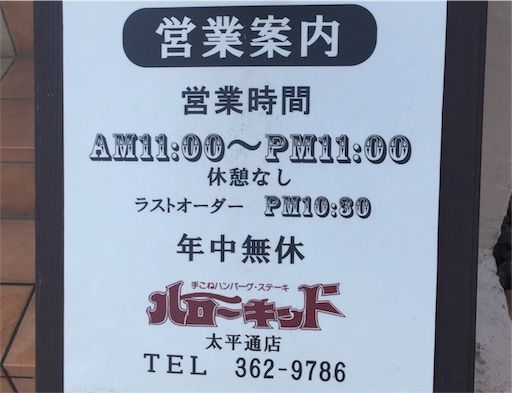 営業案内
営業時間
AM11:00～PM11:00
休憩なし
ラストオーダー PM10:30
年中無休
手こねハンバーグ・ステーキ
ハローキッド
太平通店
TEL 362-9786